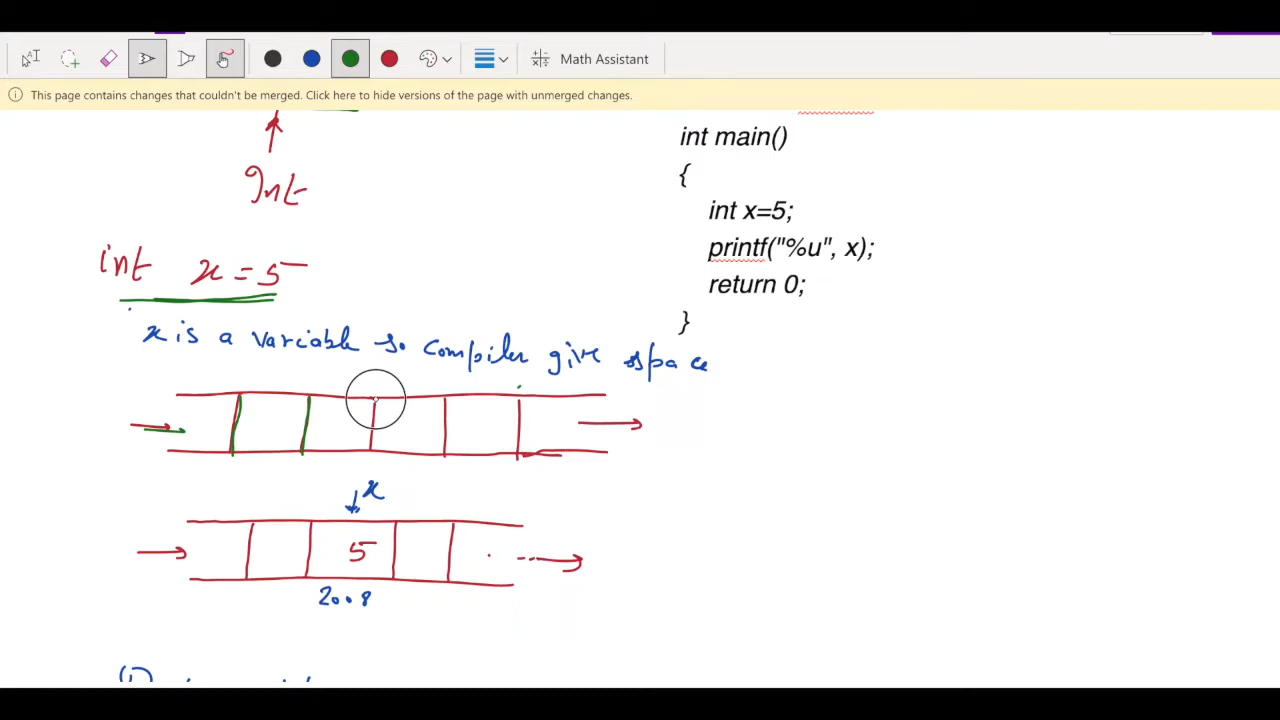 Math Assistant
This page contains changes that couldn't be merged. Click here to hide versions of the page with unmerged changes.
Int
int x = 5
x is a variable so compiler give space
x
5
2008
int main()
{
int x=5;
printf("%u", x);
return 0;
}